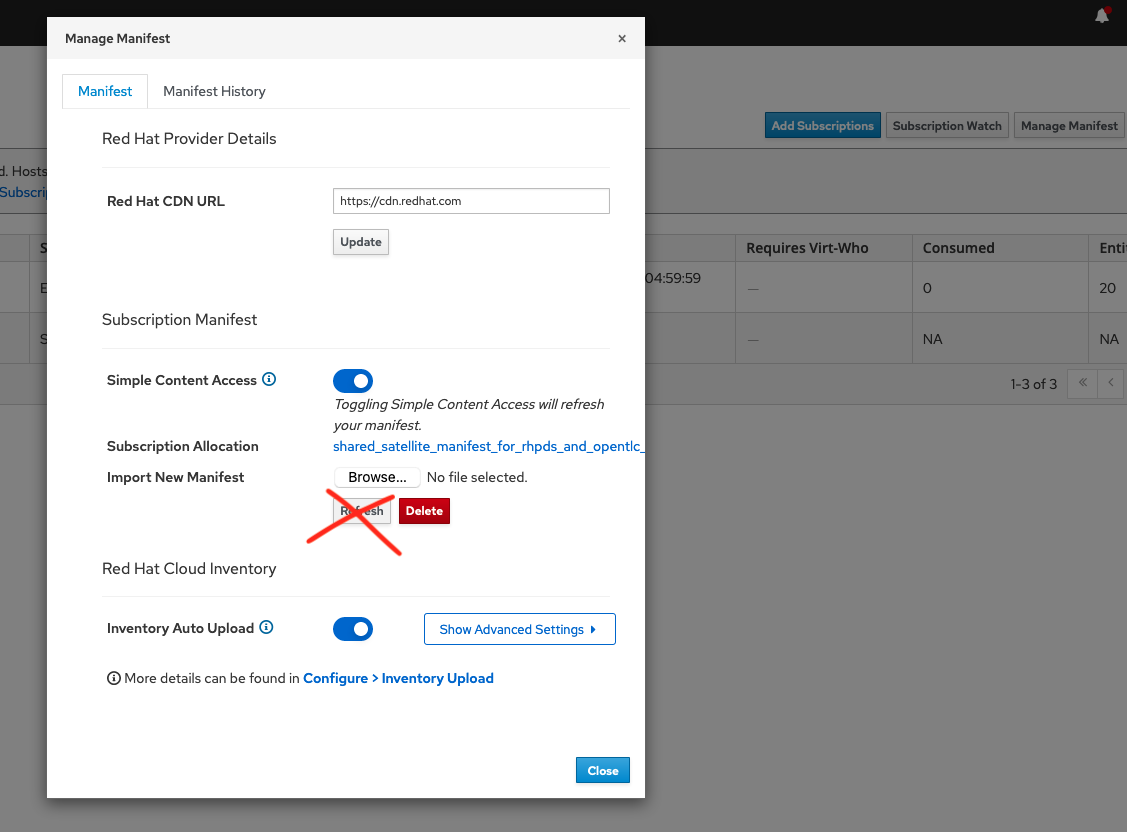 Manage Manifest
×
Manifest
Manifest History
Red Hat Provider Details
Red Hat CDN URL
https://cdn.redhat.com
Update
Subscription Manifest
Simple Content Access
Toggling Simple Content Access will refresh
your manifest.
Subscription Allocation
shared_satellite_manifest_for_rhpds_and_opentlc_
Import New Manifest
Browse... No file selected.
Refresh
Delete
Red Hat Cloud Inventory
Inventory Auto Upload
Show Advanced Settings
More details can be found in Configure > Inventory Upload
Close
Add Subscriptions
Subscription Watch
Manage Manifest
d. Hosts
Subscri
S
Requires Virt-Who
Consumed
Enti
E
04:59:59
—
0
20
S
—
NA
NA
1-3 of 3
«
<